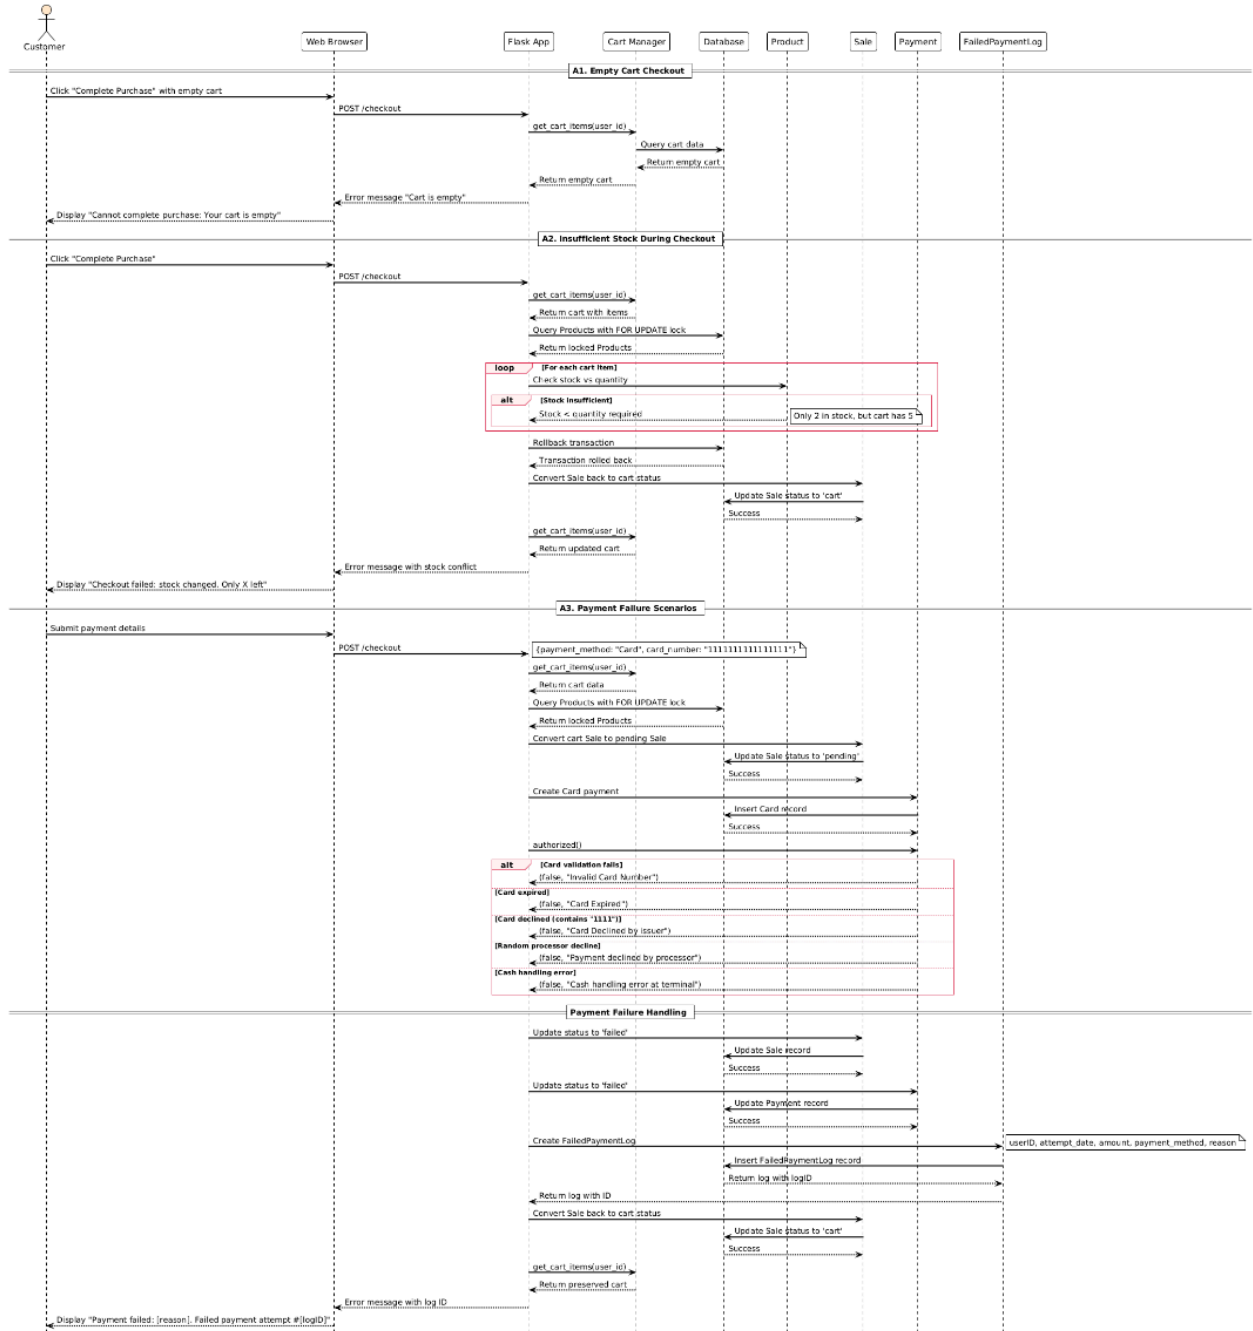 Customer
Web Browser
Flask App
Cart Manager
Database
Product
Sale
Payment
FailedPaymentLog
A1. Empty Cart Checkout
Click "Complete Purchase" with empty cart
POST /checkout
get_cart_items(user_id)
Query cart data
Return empty cart
Return empty cart
Error message "Cart is empty"
Display "Cannot complete purchase: Your cart is empty"
A2. Insufficient Stock During Checkout
Click "Complete Purchase"
POST /checkout
get_cart_items(user_id)
Return cart with items
Query Products with FOR UPDATE lock
Return locked Products
loop [For each cart item]
Check stock vs quantity
alt [Stock insufficient]
Stock < quantity required
Only 2 in stock, but cart has 5
Rollback transaction
Transaction rolled back
Convert Sale back to cart status
Update Sale status to 'cart'
Success
get_cart_items(user_id)
Return updated cart
Error message with stock conflict
Display "Checkout failed: stock changed. Only X left"
A3. Payment Failure Scenarios
Submit payment details
POST /checkout
{payment_method: "Card", card_number: "1111111111111111"}
get_cart_items(user_id)
Return cart data
Query Products with FOR UPDATE lock
Return locked Products
Convert cart Sale to pending Sale
Update Sale status to 'pending'
Success
Create Card payment
Insert Card record
Success
authorized()
alt [Card validation fails]
(false, "Invalid Card Number")
[Card expired]
(false, "Card Expired")
[Card declined (contains "1111")]
(false, "Card Declined by issuer")
[Random processor decline]
(false, "Payment declined by processor")
[Cash handling error]
(false, "Cash handling error at terminal")
Payment Failure Handling
Update status to 'failed'
Update Sale record
Success
Update status to 'failed'
Update Payment record
Success
Create FailedPaymentLog
userID, attempt_date, amount, payment_method, reason
Insert FailedPaymentLog record
Return log with logID
Return log with ID
Convert Sale back to cart status
Update Sale status to 'cart'
Success
get_cart_items(user_id)
Return preserved cart
Error message with log ID
Display "Payment failed: [reason]. Failed payment attempt #[logID]"